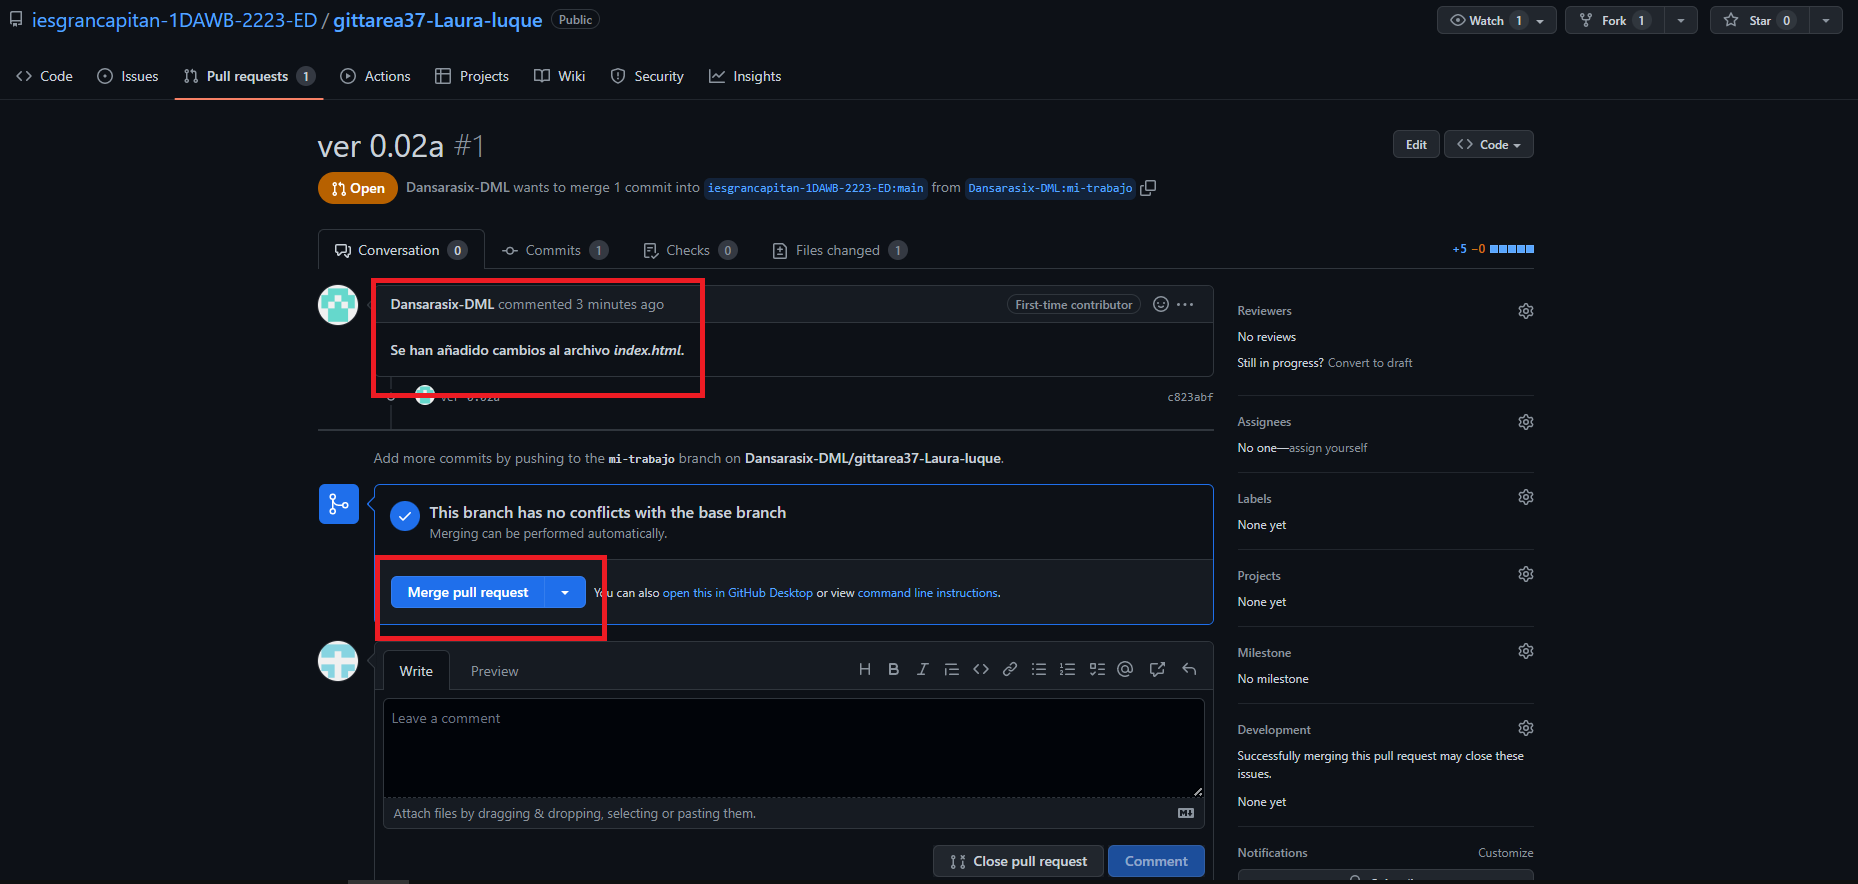 iesgrancapitan-1DAWB-2223-ED / gittarea37-Laura-luque Public
Watch 1 Fork 1 Star 0
Code Issues Pull requests 1 Actions Projects Wiki Security Insights
ver 0.02a #1
Edit Code
Open Dansarasix-DML wants to merge 1 commit into iesgrancapitan-1DAWB-2223-ED:main from Dansarasix-DML:mi-trabajo
Conversation 0 Commits 1 Checks 0 Files changed 1
+5 −0
Dansarasix-DML commented 3 minutes ago
First-time contributor
Se han añadido cambios al archivo index.html.
ver 0.02a
c823abf
Add more commits by pushing to the mi-trabajo branch on Dansarasix-DML/gittarea37-Laura-luque.
This branch has no conflicts with the base branch
Merging can be performed automatically.
Merge pull request
You can also open this in GitHub Desktop or view command line instructions.
Write Preview
Leave a comment
Attach files by dragging & dropping, selecting or pasting them.
Close pull request Comment
Reviewers
No reviews
Still in progress? Convert to draft
Assignees
No one—assign yourself
Labels
None yet
Projects
None yet
Milestone
No milestone
Development
Successfully merging this pull request may close these
issues.
None yet
Notifications Customize